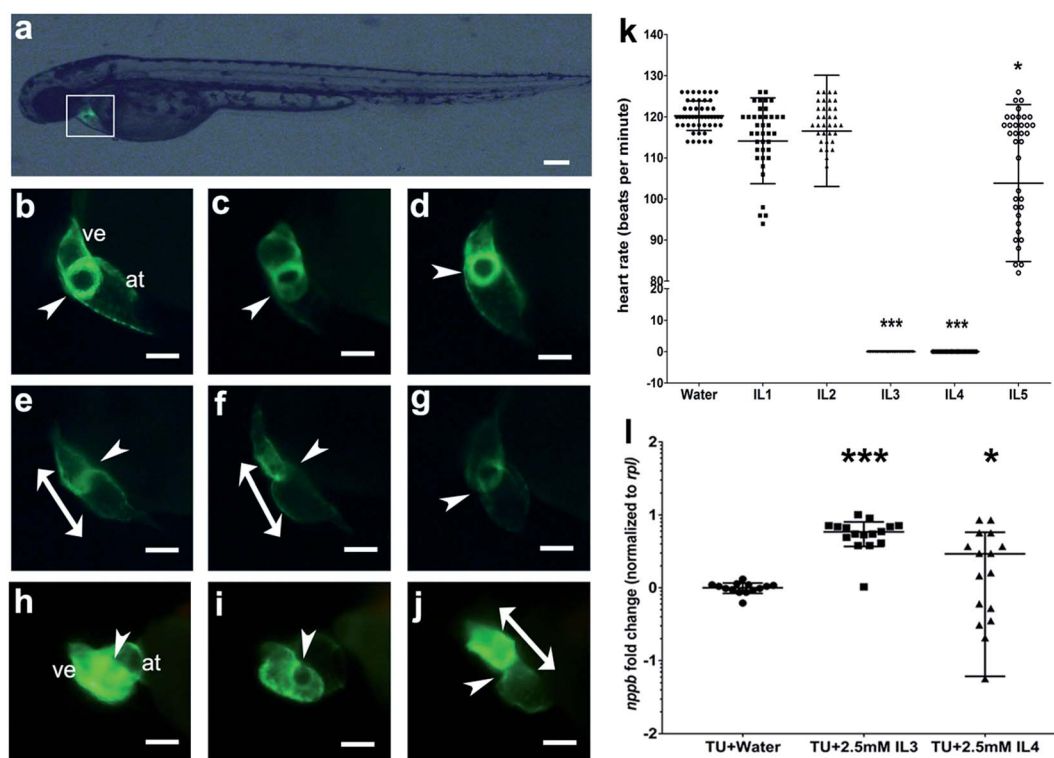 a
b
ve
at
c
d
e
f
g
h
ve
at
i
j
k
heart rate (beats per minute)
140
130
120
110
100
90
80
20
10
0
-10
*
***
***
Water IL1 IL2 IL3 IL4 IL5
l
nppb fold change (normalized to rpl)
2
1
0
-1
-2
***
*
TU+Water TU+2.5mM IL3 TU+2.5mM IL4